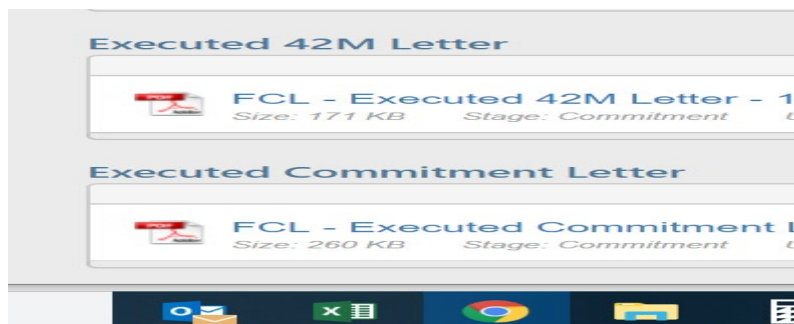 Executed 42M Letter
FCL - Executed 42M Letter - 1
Size: 171 KB Stage: Commitment
Executed Commitment Letter
FCL - Executed Commitment L
Size: 260 KB Stage: Commitment